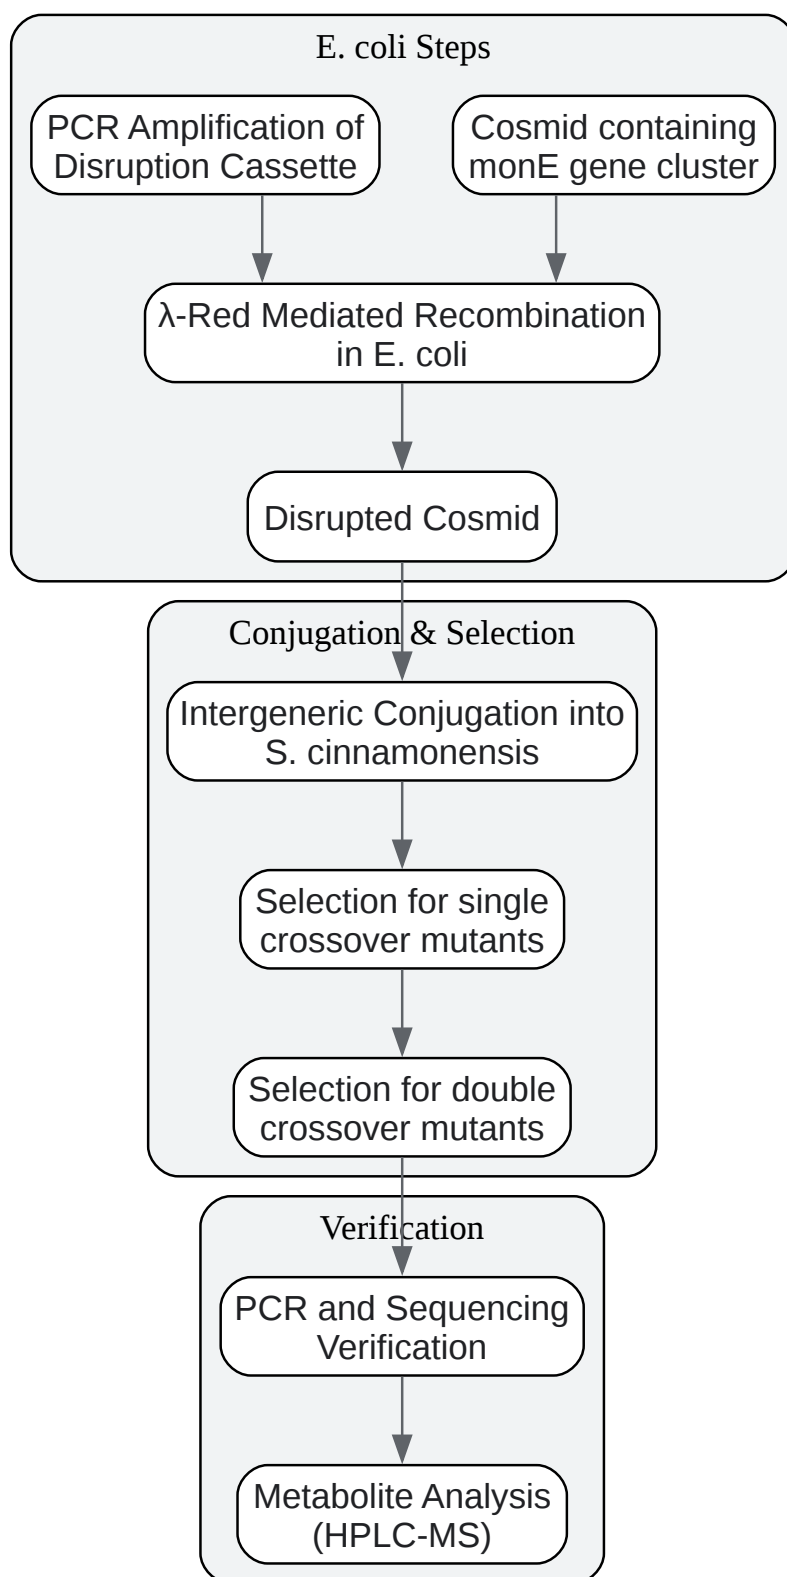 E. coli Steps
PCR Amplification of
Disruption Cassette
Cosmid containing
monE gene cluster
λ-Red Mediated Recombination
in E. coli
Disrupted Cosmid
Conjugation & Selection
Intergeneric Conjugation into
S. cinnamonensis
Selection for single
crossover mutants
Selection for double
crossover mutants
Verification
PCR and Sequencing
Verification
Metabolite Analysis
(HPLC-MS)